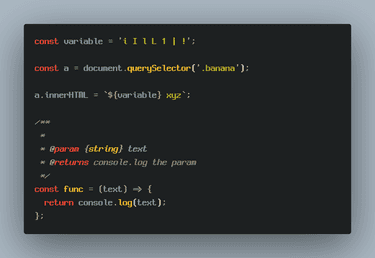 const variable = 'i I l L 1 | !';
const a = document.querySelector('.banana');
a.innerHTML = `${variable} xyz`;
/**
 *
 * @param {string} text
 * @returns console.log the param
 */
const func = (text) => {
  return console.log(text);
};